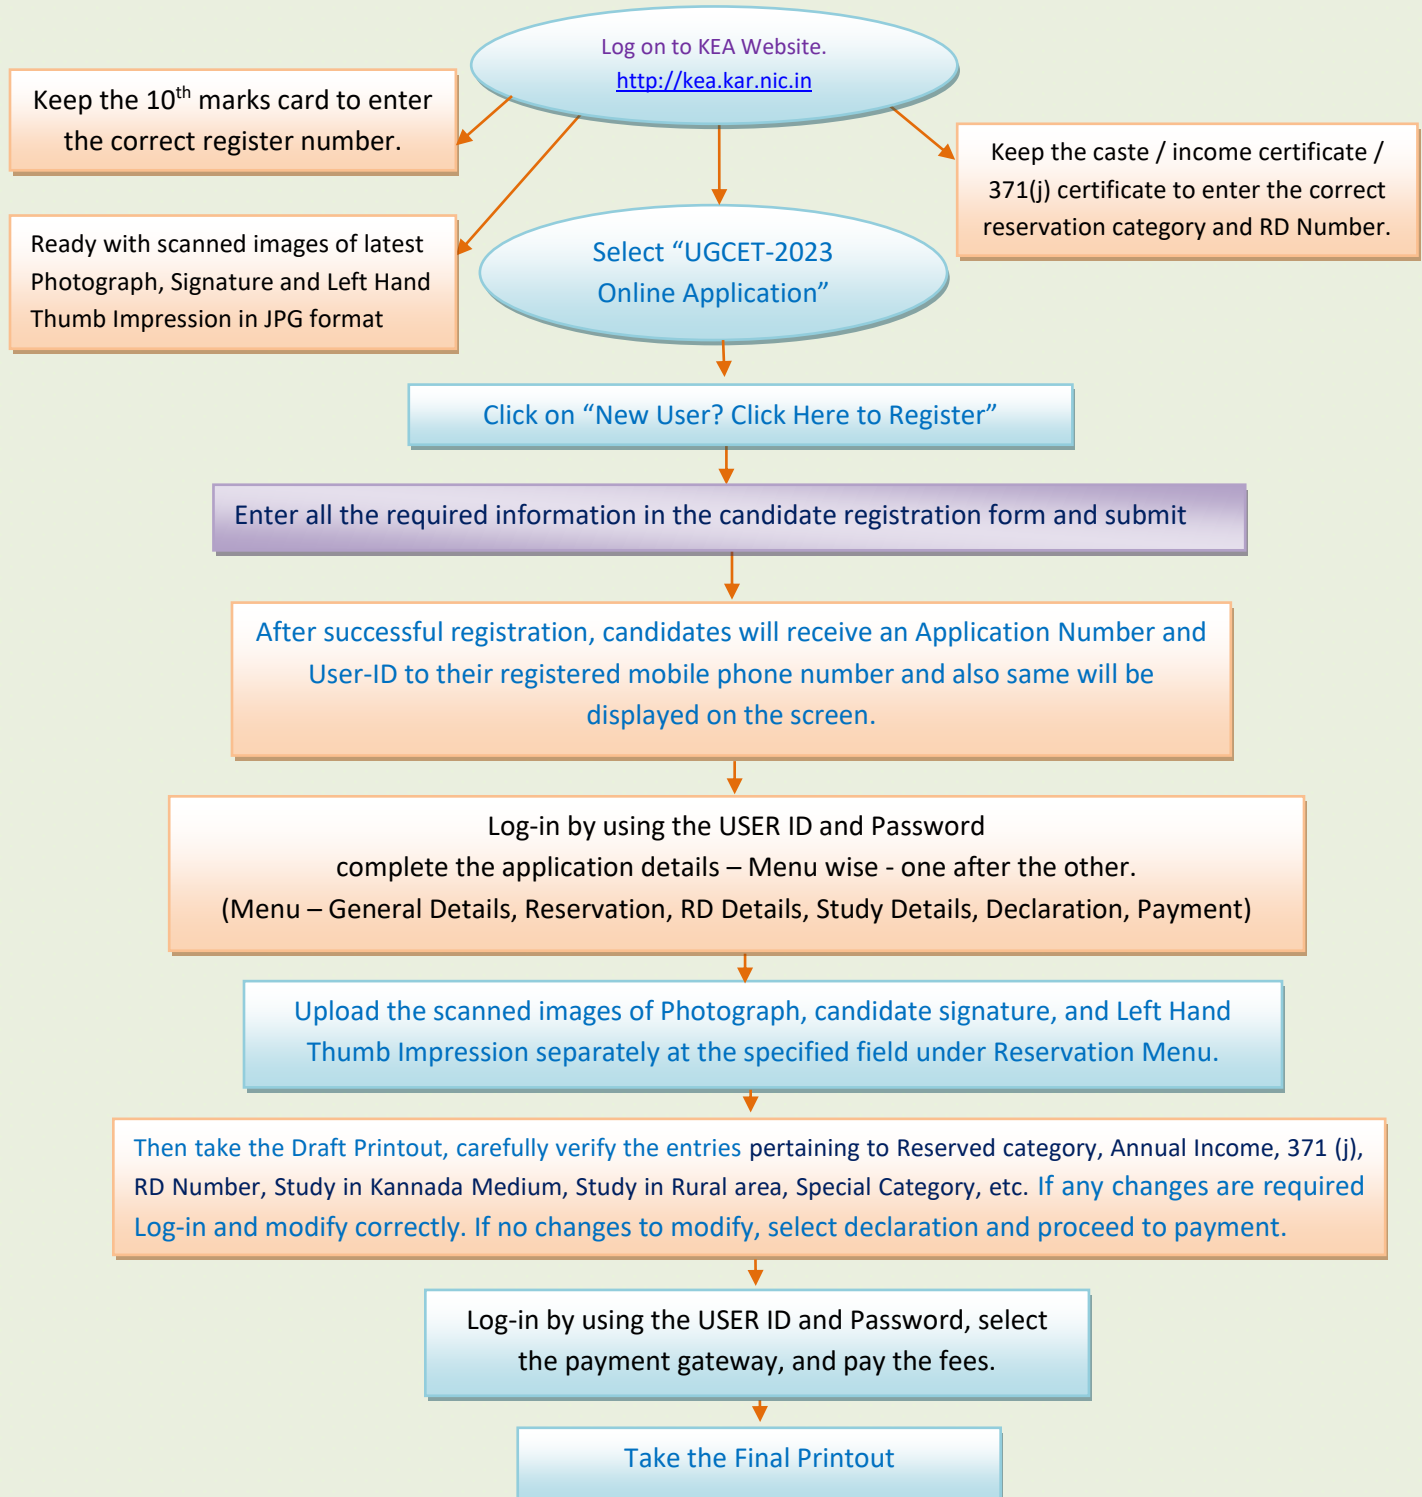 Log on to KEA Website.
http://kea.kar.nic.in
Keep the 10th marks card to enter
the correct register number.
Keep the caste / income certificate /
371(j) certificate to enter the correct
reservation category and RD Number.
Ready with scanned images of latest
Photograph, Signature and Left Hand
Thumb Impression in JPG format
Select “UGCET-2023
Online Application”
Click on “New User? Click Here to Register”
Enter all the required information in the candidate registration form and submit
After successful registration, candidates will receive an Application Number and
User-ID to their registered mobile phone number and also same will be
displayed on the screen.
Log-in by using the USER ID and Password
complete the application details – Menu wise - one after the other.
(Menu – General Details, Reservation, RD Details, Study Details, Declaration, Payment)
Upload the scanned images of Photograph, candidate signature, and Left Hand
Thumb Impression separately at the specified field under Reservation Menu.
Then take the Draft Printout, carefully verify the entries pertaining to Reserved category, Annual Income, 371 (j),
RD Number, Study in Kannada Medium, Study in Rural area, Special Category, etc. If any changes are required
Log-in and modify correctly. If no changes to modify, select declaration and proceed to payment.
Log-in by using the USER ID and Password, select
the payment gateway, and pay the fees.
Take the Final Printout